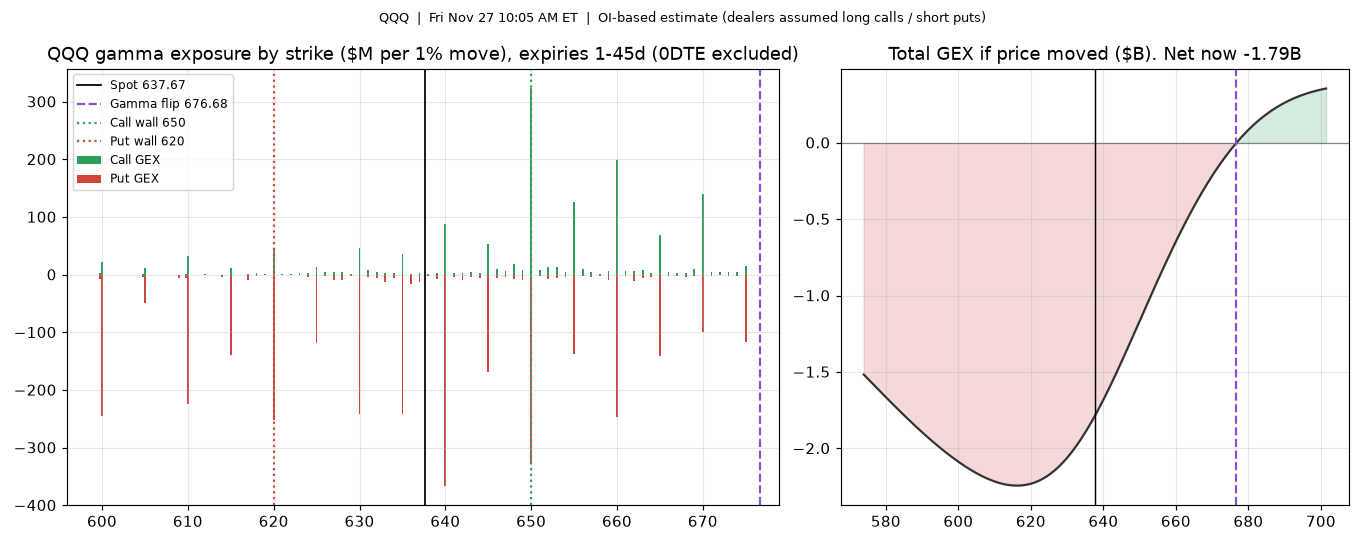 QQQ | Fri Nov 27 10:05 AM ET | OI-based estimate (dealers assumed long calls / short puts)
QQQ gamma exposure by strike ($M per 1% move), expiries 1-45d (0DTE excluded)
Spot 637.67
Gamma flip 676.68
Call wall 650
Put wall 620
Call GEX
Put GEX
300
200
100
0
−100
−200
−300
−400
600 610 620 630 640 650 660 670
Total GEX if price moved ($B). Net now -1.79B
0.0
−0.5
−1.0
−1.5
−2.0
580 600 620 640 660 680 700